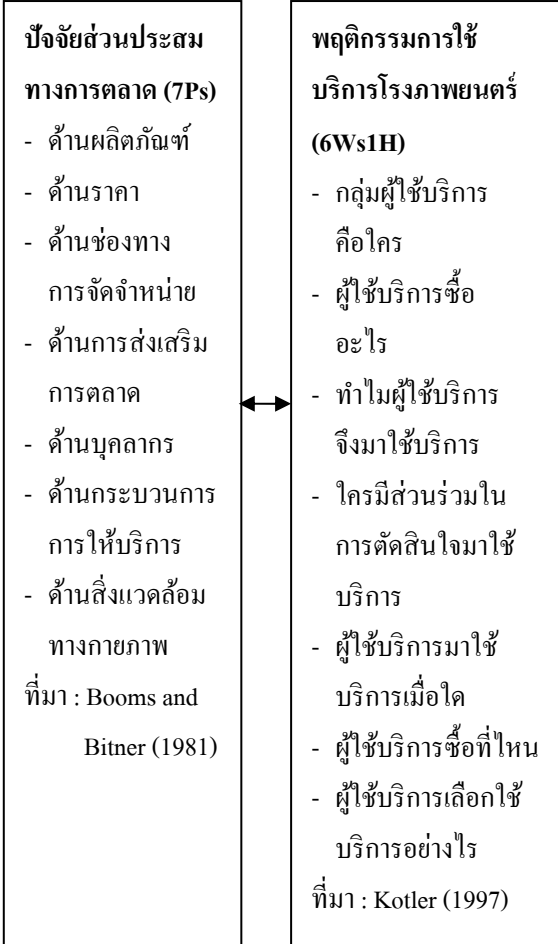 ปัจจัยส่วนประสม
ทางการตลาด (7Ps)
- ด้านผลิตภัณฑ์
- ด้านราคา
- ด้านช่องทาง
การจัดจำหน่าย
- ด้านการส่งเสริม
การตลาด
- ด้านบุคลากร
- ด้านกระบวนการ
การให้บริการ
- ด้านสิ่งแวดล้อม
ทางกายภาพ
ที่มา : Booms and
Bitner (1981)
พฤติกรรมการใช้
บริการโรงภาพยนตร์
(6Ws1H)
- กลุ่มผู้ใช้บริการ
คือใคร
- ผู้ใช้บริการซื้อ
อะไร
- ทำไมผู้ใช้บริการ
จึงมาใช้บริการ
- ใครมีส่วนร่วมใน
การตัดสินใจมาใช้
บริการ
- ผู้ใช้บริการมาใช้
บริการเมื่อใด
- ผู้ใช้บริการซื้อที่ไหน
- ผู้ใช้บริการเลือกใช้
บริการอย่างไร
ที่มา : Kotler (1997)